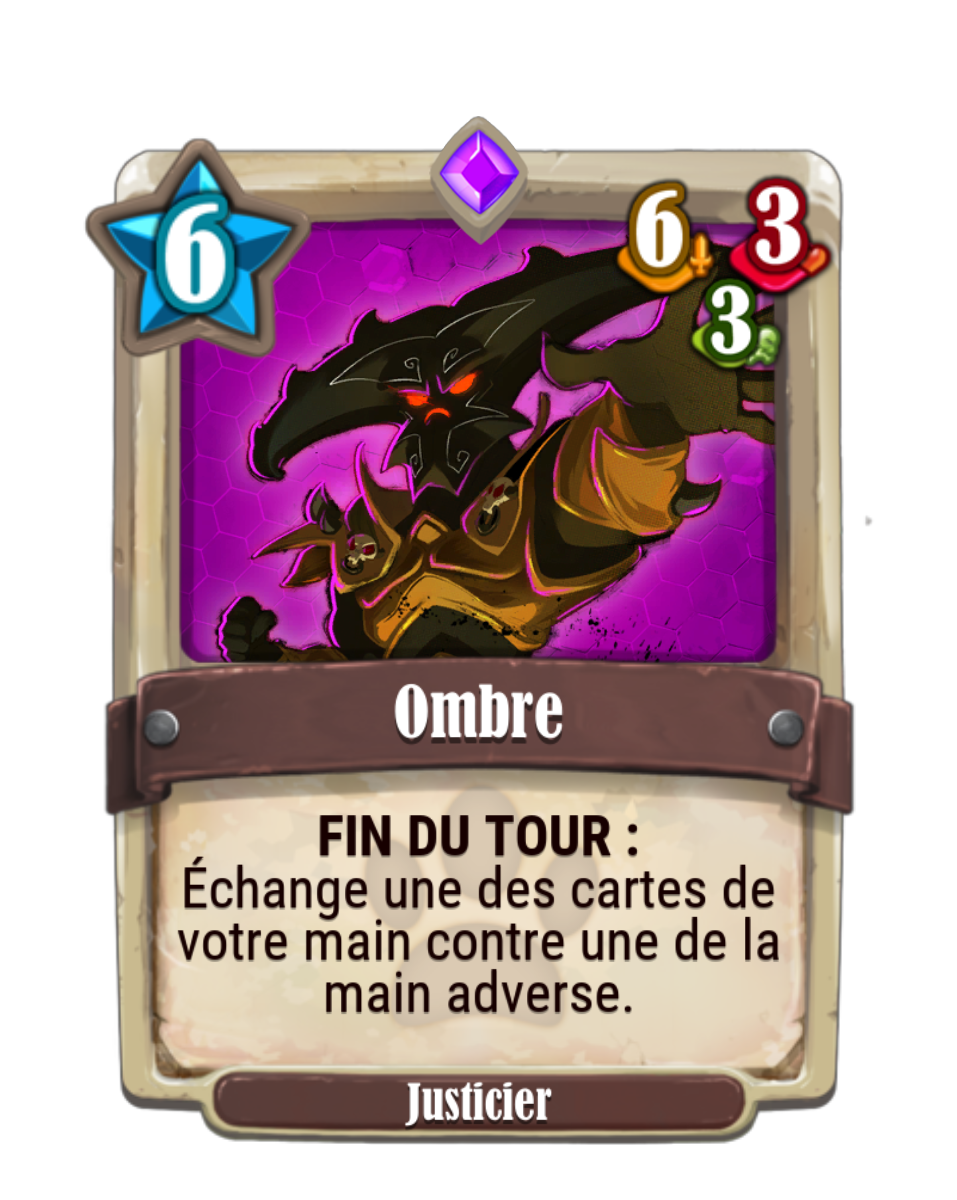 6
6 3
3
Ombre
FIN DU TOUR :
Échange une des cartes de
votre main contre une de la
main adverse.
Justicier